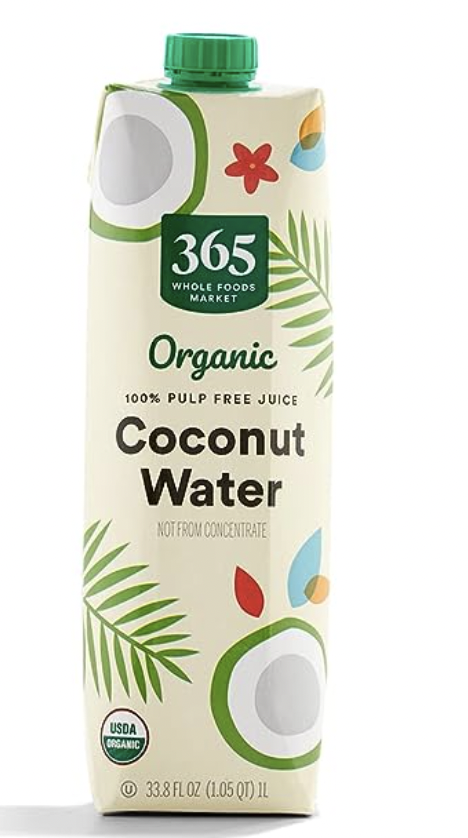 365
WHOLE FOODS
MARKET
Organic
100% PULP FREE JUICE
Coconut
Water
NOT FROM CONCENTRATE
USDA
ORGANIC
U 33.8 FL OZ (1.05 QT) 1L